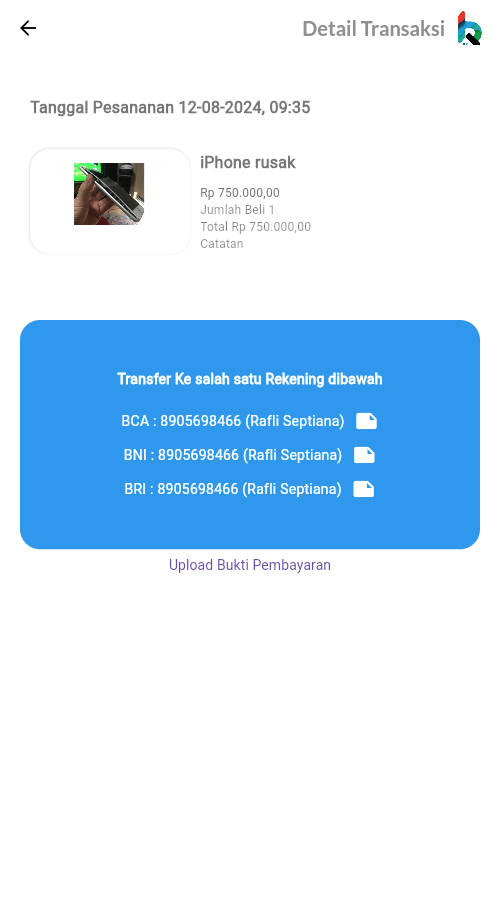 Detail Transaksi
Tanggal Pesananan 12-08-2024, 09:35
iPhone rusak
Rp 750.000,00
Jumlah Beli 1
Total Rp 750.000,00
Catatan
Transfer Ke salah satu Rekening dibawah
BCA : 8905698466 (Rafli Septiana)
BNI : 8905698466 (Rafli Septiana)
BRI : 8905698466 (Rafli Septiana)
Upload Bukti Pembayaran